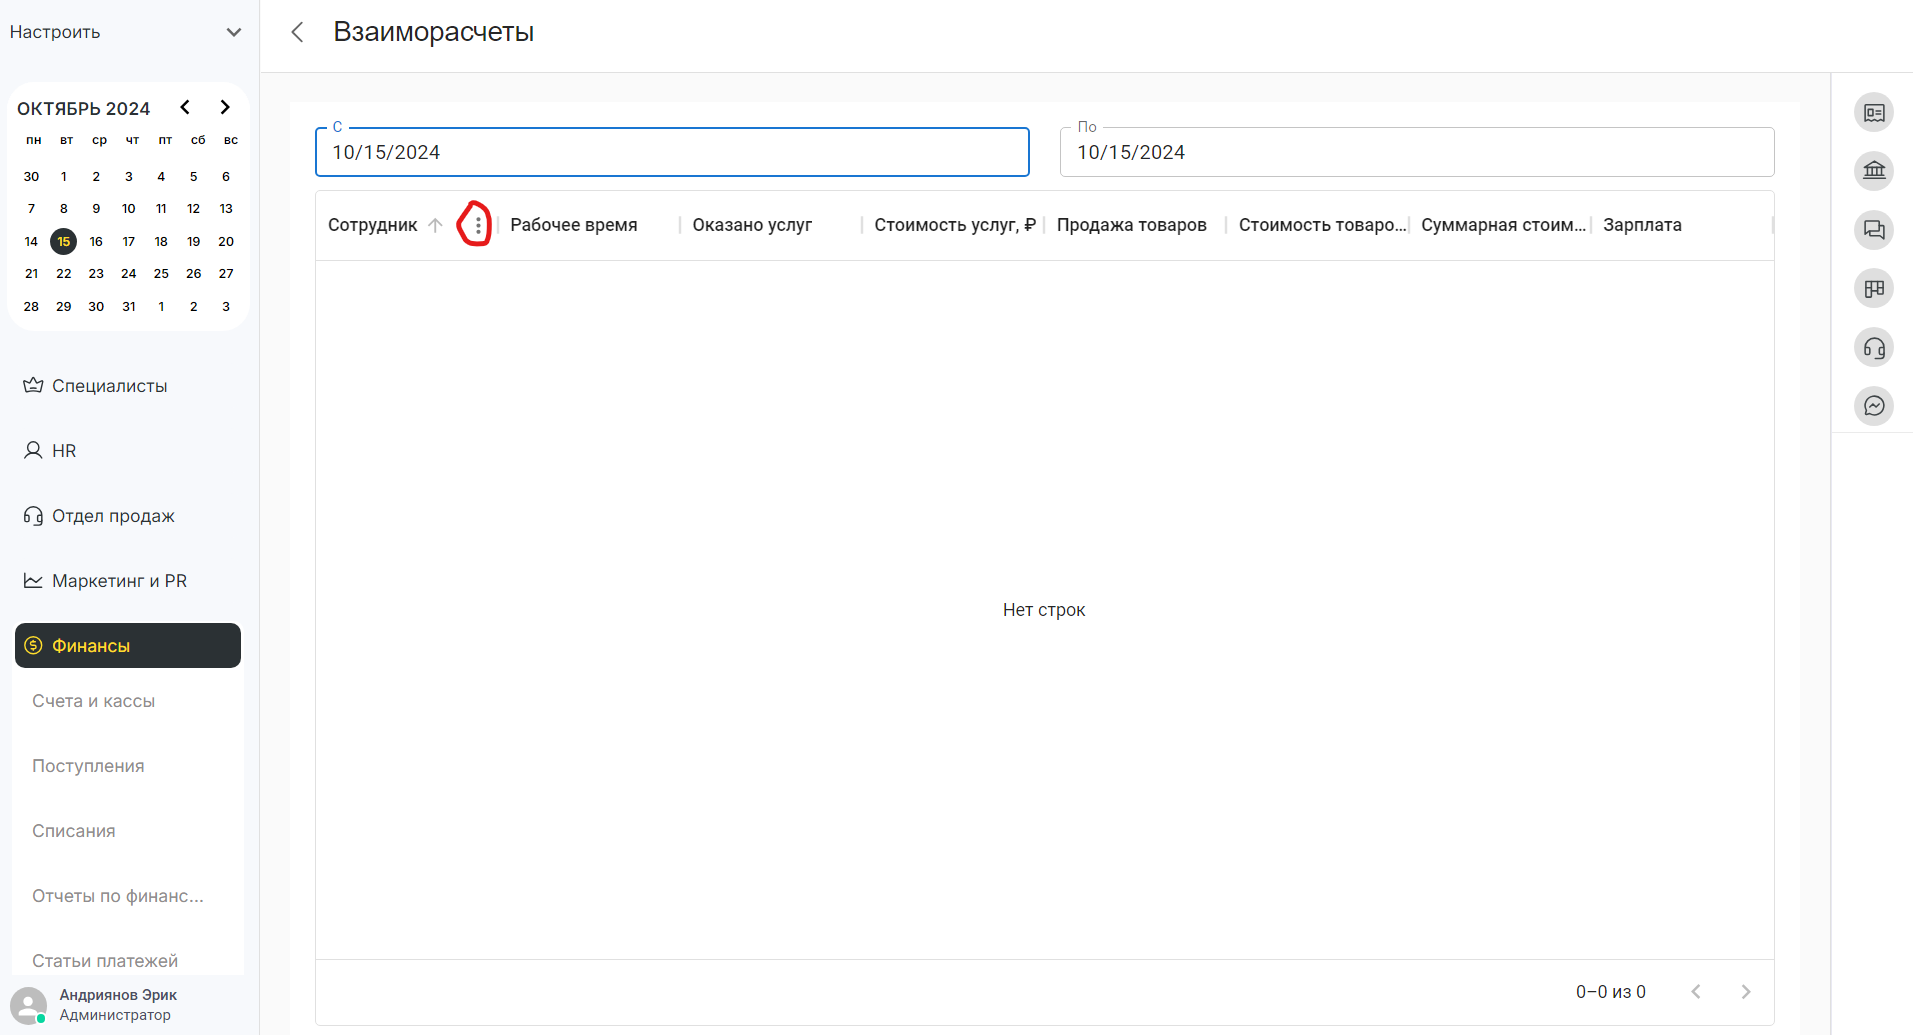 Настроить
ОКТЯБРЬ 2024
пн вт ср чт пт сб вс
30 1 2 3 4 5 6
7 8 9 10 11 12 13
14 15 16 17 18 19 20
21 22 23 24 25 26 27
28 29 30 31 1 2 3
Специалисты
HR
Отдел продаж
Маркетинг и PR
Финансы
Счета и кассы
Поступления
Списания
Отчеты по финанс...
Статьи платежей
Андриянов Эрик
Администратор
Взаиморасчеты
С
10/15/2024
По
10/15/2024
Сотрудник Рабочее время Оказано услуг Стоимость услуг, ₽ Продажа товаров Стоимость товаро... Суммарная стоим... Зарплата
Нет строк
0–0 из 0